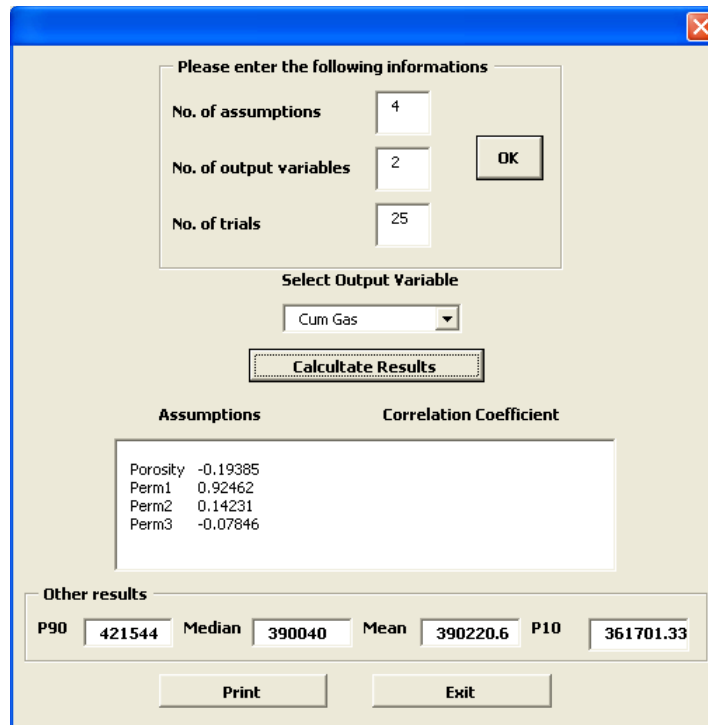 Please enter the following informations
No. of assumptions 4
No. of output variables 2
OK
No. of trials 25
Select Output Variable
Cum Gas
Calcultate Results
Assumptions Correlation Coefficient
Porosity -0.19385
Perm1 0.92462
Perm2 0.14231
Perm3 -0.07846
Other results
P90 421544 Median 390040 Mean 390220.6 P10 361701.33
Print Exit